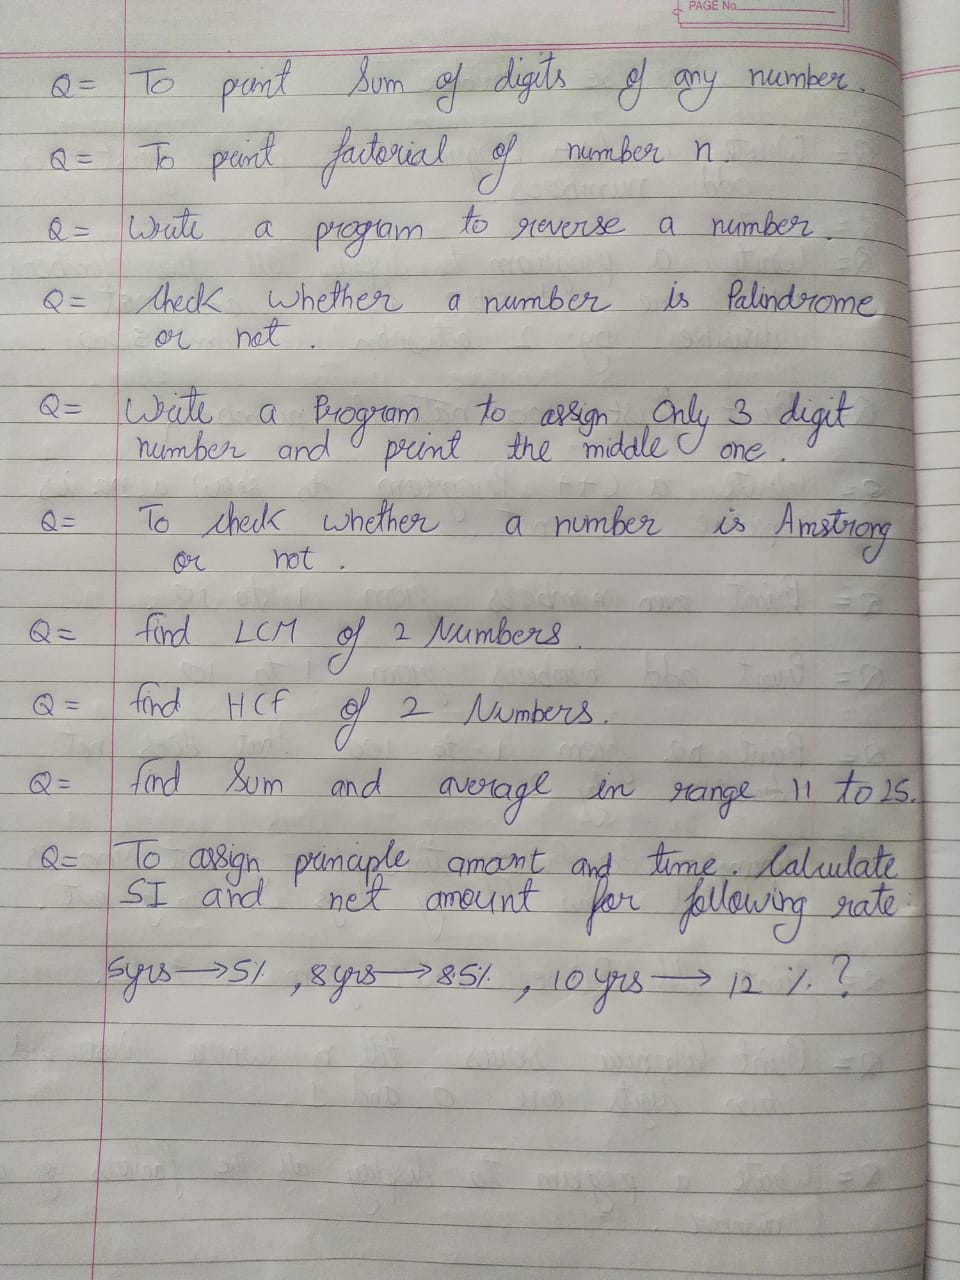 PAGE No.
Q= To print Sum of digits of any number.
Q= To print factorial of number n.
Q= Write a program to reverse a number.
Q= Check whether a number is Palindrome
or not.
Q= Write a Program to assign Only 3 digit
number and print the middle one.
Q= To check whether a number is Amstrong
or not.
Q= find LCM of 2 Numbers.
Q= find HCF of 2 Numbers.
Q= find Sum and average in range 11 to 25.
Q= To assign principle amant and time. Calculate
SI and net amount for following rate
5yrs → 5%, 8yrs → 8.5%, 10 yrs → 12 %?